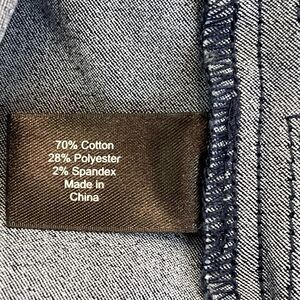 70% Cotton
28% Polyester
2% Spandex
Made in
China